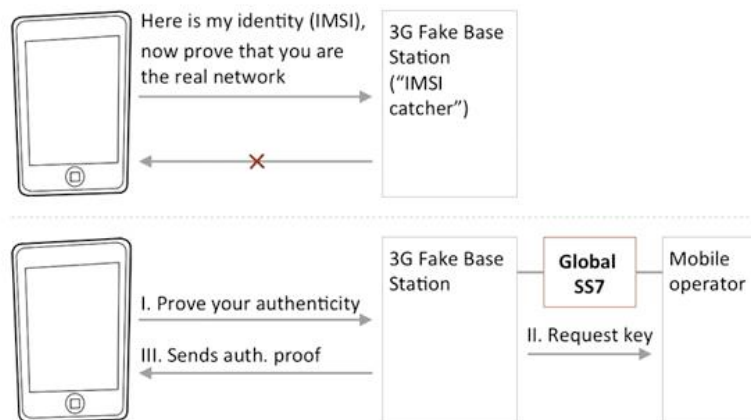 Here is my identity (IMSI),
now prove that you are
the real network
3G Fake Base
Station
(“IMSI
catcher”)
I. Prove your authenticity
III. Sends auth. proof
3G Fake Base
Station
Global
SS7
II. Request key
Mobile
operator